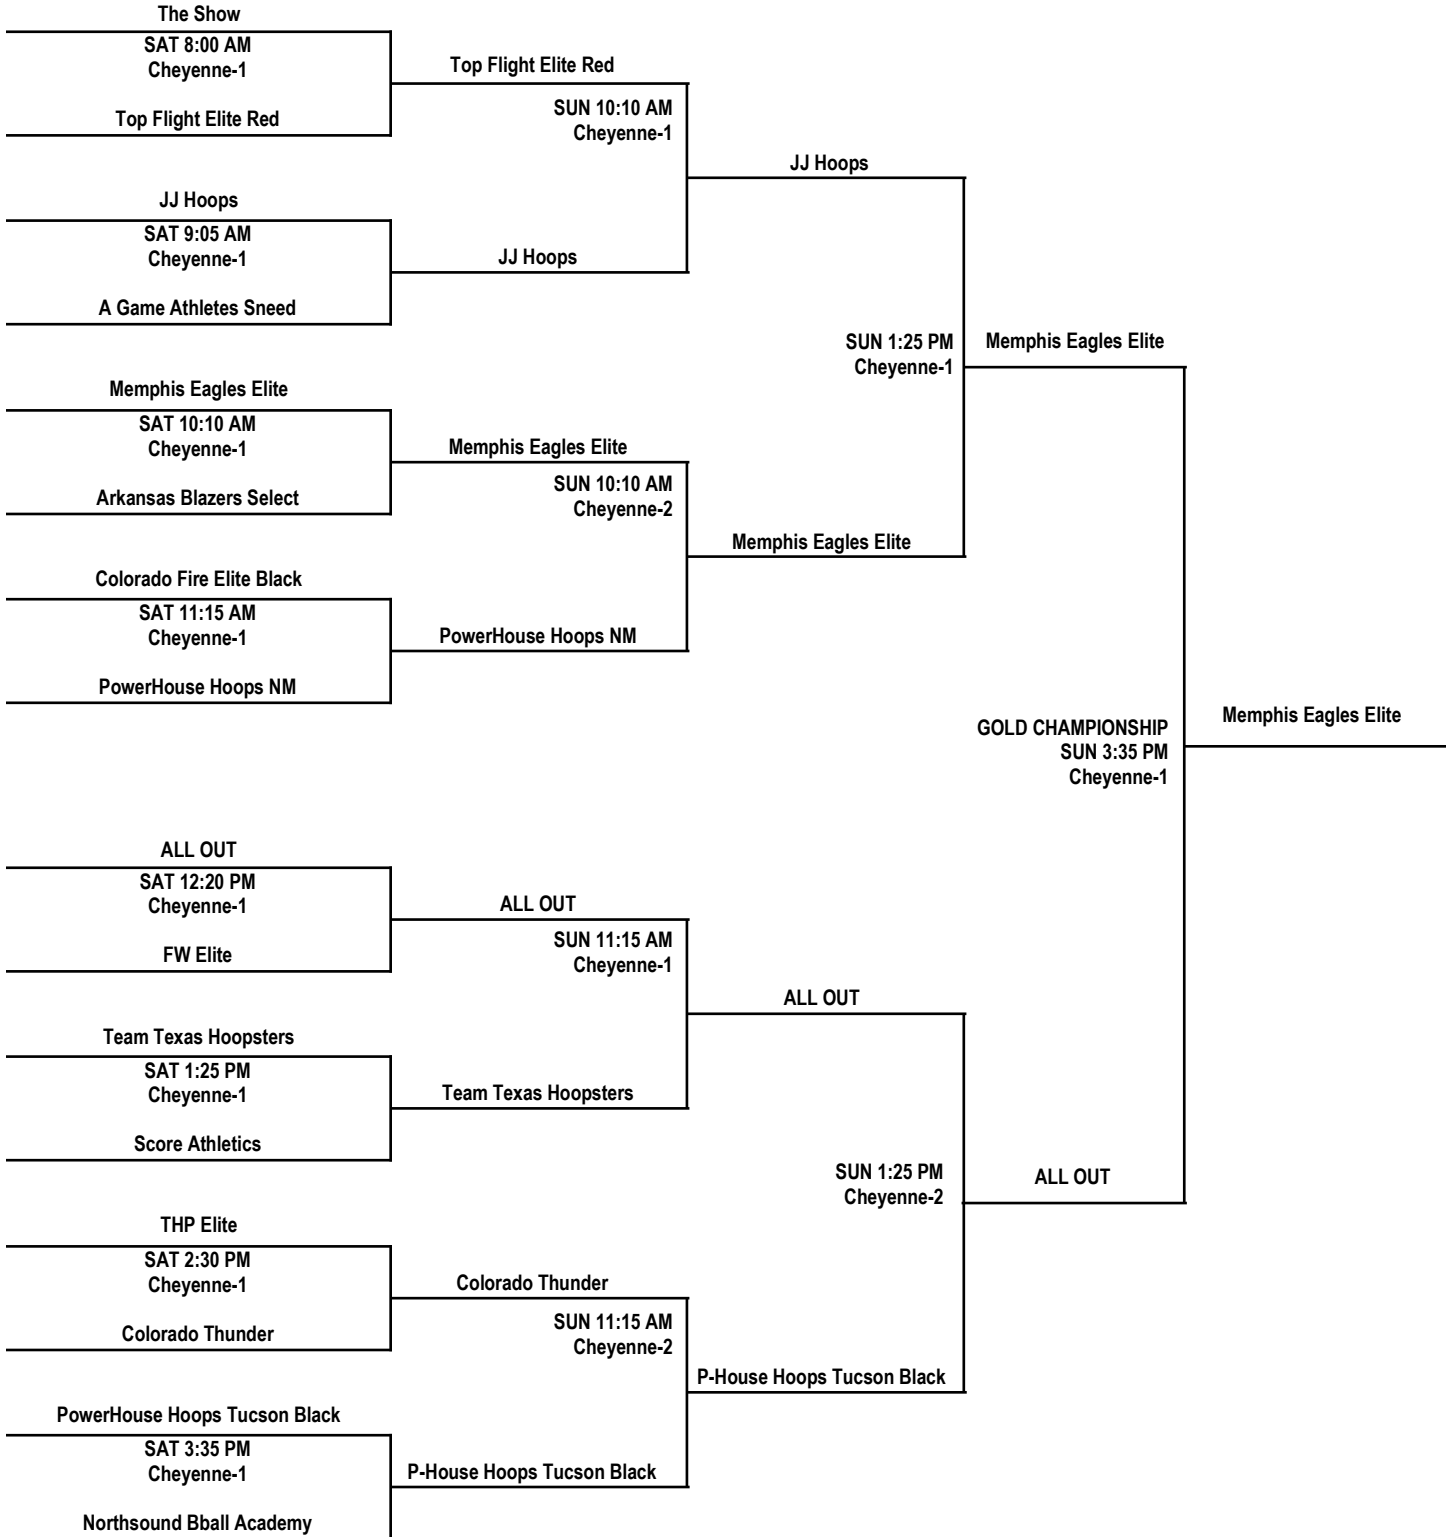 The Show
SAT 8:00 AM
Cheyenne-1
Top Flight Elite Red
Top Flight Elite Red
SUN 10:10 AM
Cheyenne-1
JJ Hoops
JJ Hoops
SAT 9:05 AM
Cheyenne-1
JJ Hoops
A Game Athletes Sneed
SUN 1:25 PM
Cheyenne-1
Memphis Eagles Elite
Memphis Eagles Elite
SAT 10:10 AM
Cheyenne-1
Memphis Eagles Elite
Arkansas Blazers Select
SUN 10:10 AM
Cheyenne-2
Memphis Eagles Elite
Colorado Fire Elite Black
SAT 11:15 AM
Cheyenne-1
PowerHouse Hoops NM
PowerHouse Hoops NM
GOLD CHAMPIONSHIP
SUN 3:35 PM
Cheyenne-1
Memphis Eagles Elite
ALL OUT
SAT 12:20 PM
Cheyenne-1
ALL OUT
FW Elite
SUN 11:15 AM
Cheyenne-1
ALL OUT
Team Texas Hoopsters
SAT 1:25 PM
Cheyenne-1
Team Texas Hoopsters
Score Athletics
SUN 1:25 PM
Cheyenne-2
ALL OUT
THP Elite
SAT 2:30 PM
Cheyenne-1
Colorado Thunder
Colorado Thunder
SUN 11:15 AM
Cheyenne-2
P-House Hoops Tucson Black
PowerHouse Hoops Tucson Black
SAT 3:35 PM
Cheyenne-1
P-House Hoops Tucson Black
Northsound Bball Academy